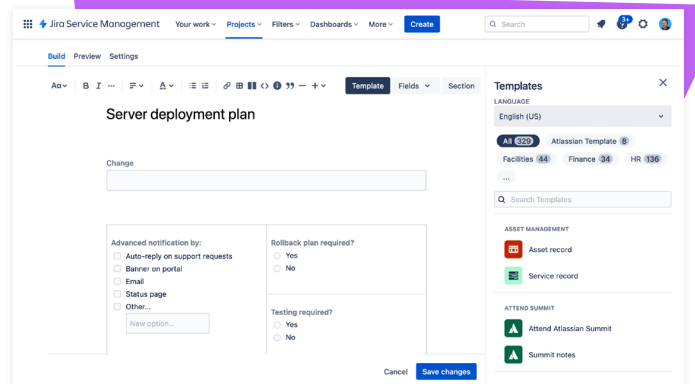 Jira Service Management Your work Projects Filters Dashboards More Create Search 3+
Build Preview Settings
Aa B I ... A Template Fields Section
Server deployment plan
Change
Advanced notification by:
Auto-reply on support requests
Banner on portal
Email
Status page
Other...
New option...
Rollback plan required?
Yes
No
Testing required?
Yes
No
Cancel Save changes
Templates
LANGUAGE
English (US)
All 329 Atlassian Template 8
Facilities 44 Finance 34 HR 136
...
Search Templates
ASSET MANAGEMENT
Asset record
Service record
ATTEND SUMMIT
Attend Atlassian Summit
Summit notes